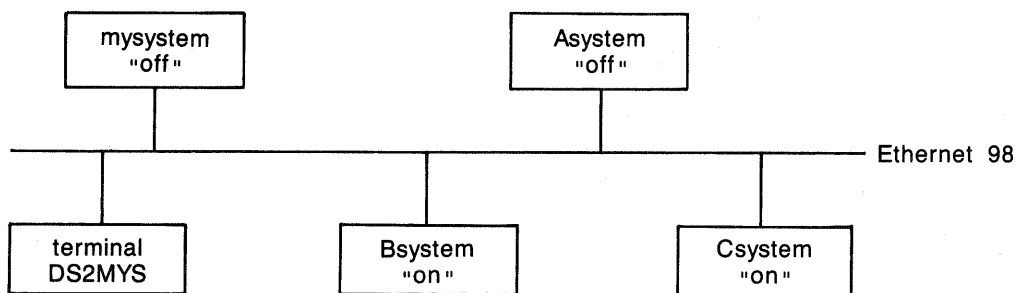 mysystem
"off"
Asystem
"off"
Ethernet 98
terminal
DS2MYS
Bsystem
"on"
Csystem
"on"